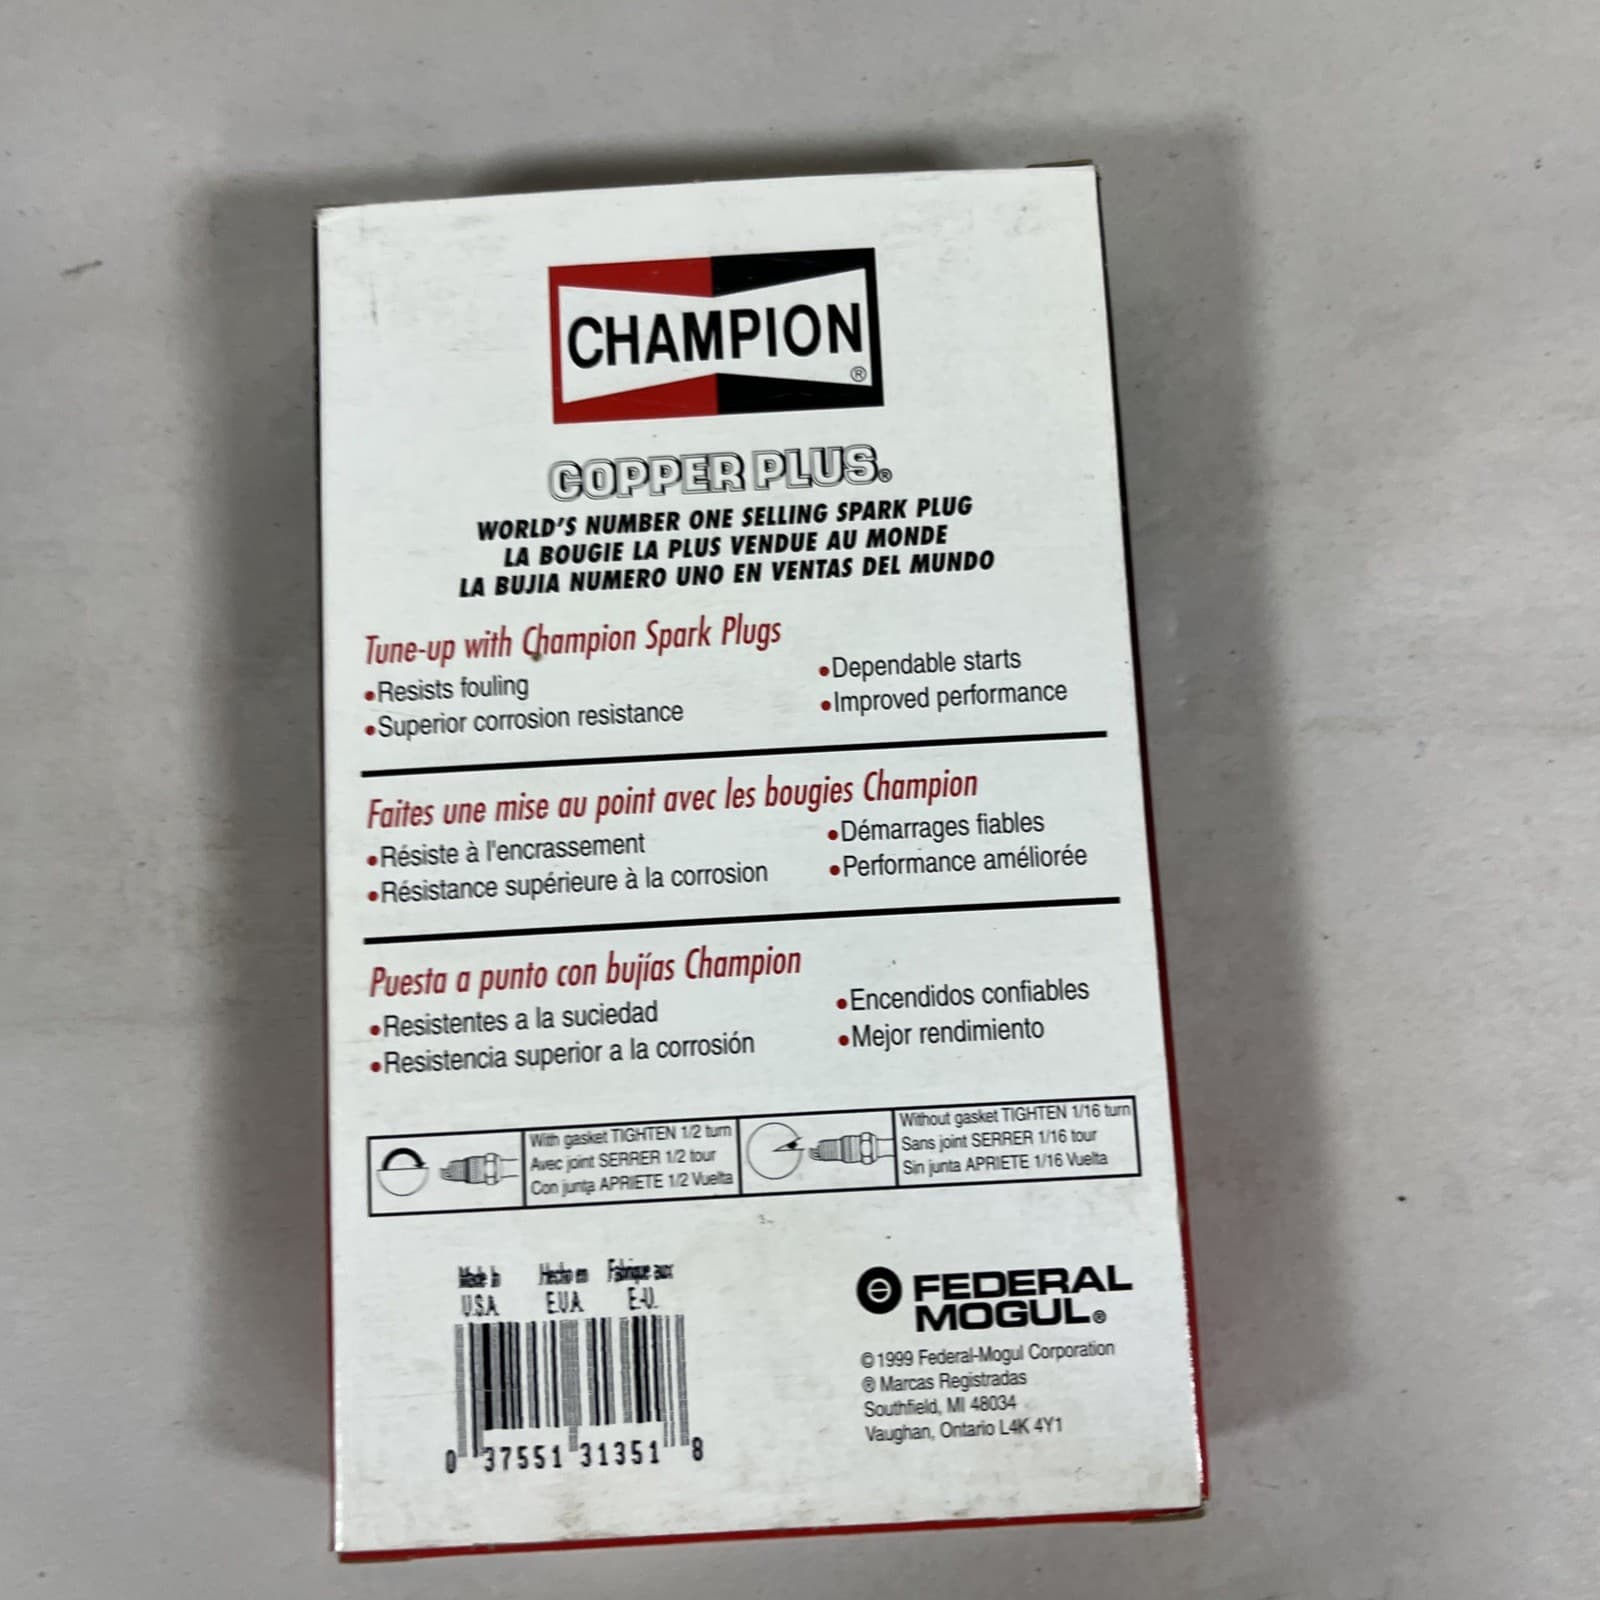 CHAMPION
®
COPPER PLUS®
WORLD'S NUMBER ONE SELLING SPARK PLUG
LA BOUGIE LA PLUS VENDUE AU MONDE
LA BUJIA NUMERO UNO EN VENTAS DEL MUNDO
Tune-up with Champion Spark Plugs
•Resists fouling
•Superior corrosion resistance
•Dependable starts
•Improved performance
Faites une mise au point avec les bougies Champion
•Résiste à l'encrassement
•Résistance supérieure à la corrosion
•Démarrages fiables
•Performance améliorée
Puesta a punto con bujías Champion
•Resistentes a la suciedad
•Resistencia superior a la corrosión
•Encendidos confiables
•Mejor rendimiento
With gasket TIGHTEN 1/2 turn
Avec joint SERRER 1/2 tour
Con junta APRIETE 1/2 Vuelta
Without gasket TIGHTEN 1/16 turn
Sans joint SERRER 1/16 tour
Sin junta APRIETE 1/16 Vuelta
Made in
U.S.A.
Hecho en
E.U.A.
Fabrique aux
E.-U.
0 37551 31351 8
FEDERAL
MOGUL®
©1999 Federal-Mogul Corporation
® Marcas Registradas
Southfield, MI 48034
Vaughan, Ontario L4K 4Y1